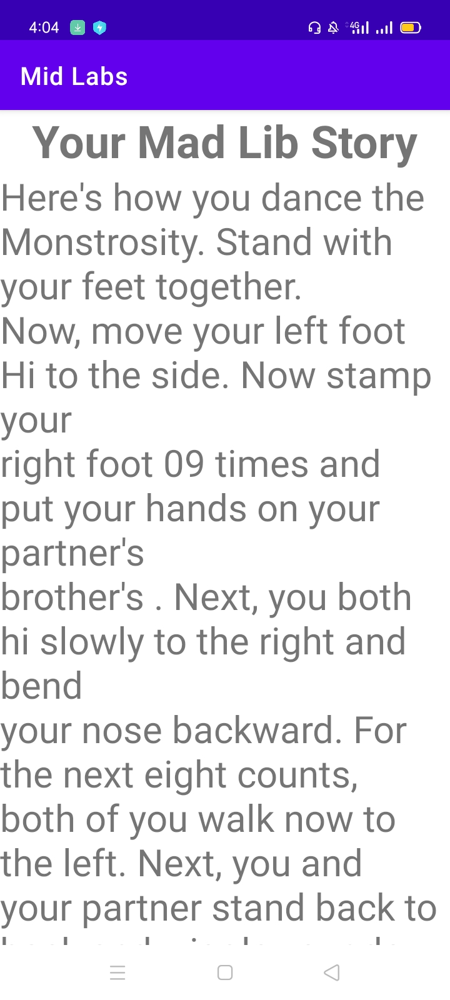 4:04
4G
Mid Labs
Your Mad Lib Story
Here's how you dance the
Monstrosity. Stand with
your feet together.
Now, move your left foot
Hi to the side. Now stamp
your
right foot 09 times and
put your hands on your
partner's
brother's . Next, you both
hi slowly to the right and
bend
your nose backward. For
the next eight counts,
both of you walk now to
the left. Next, you and
your partner stand back to